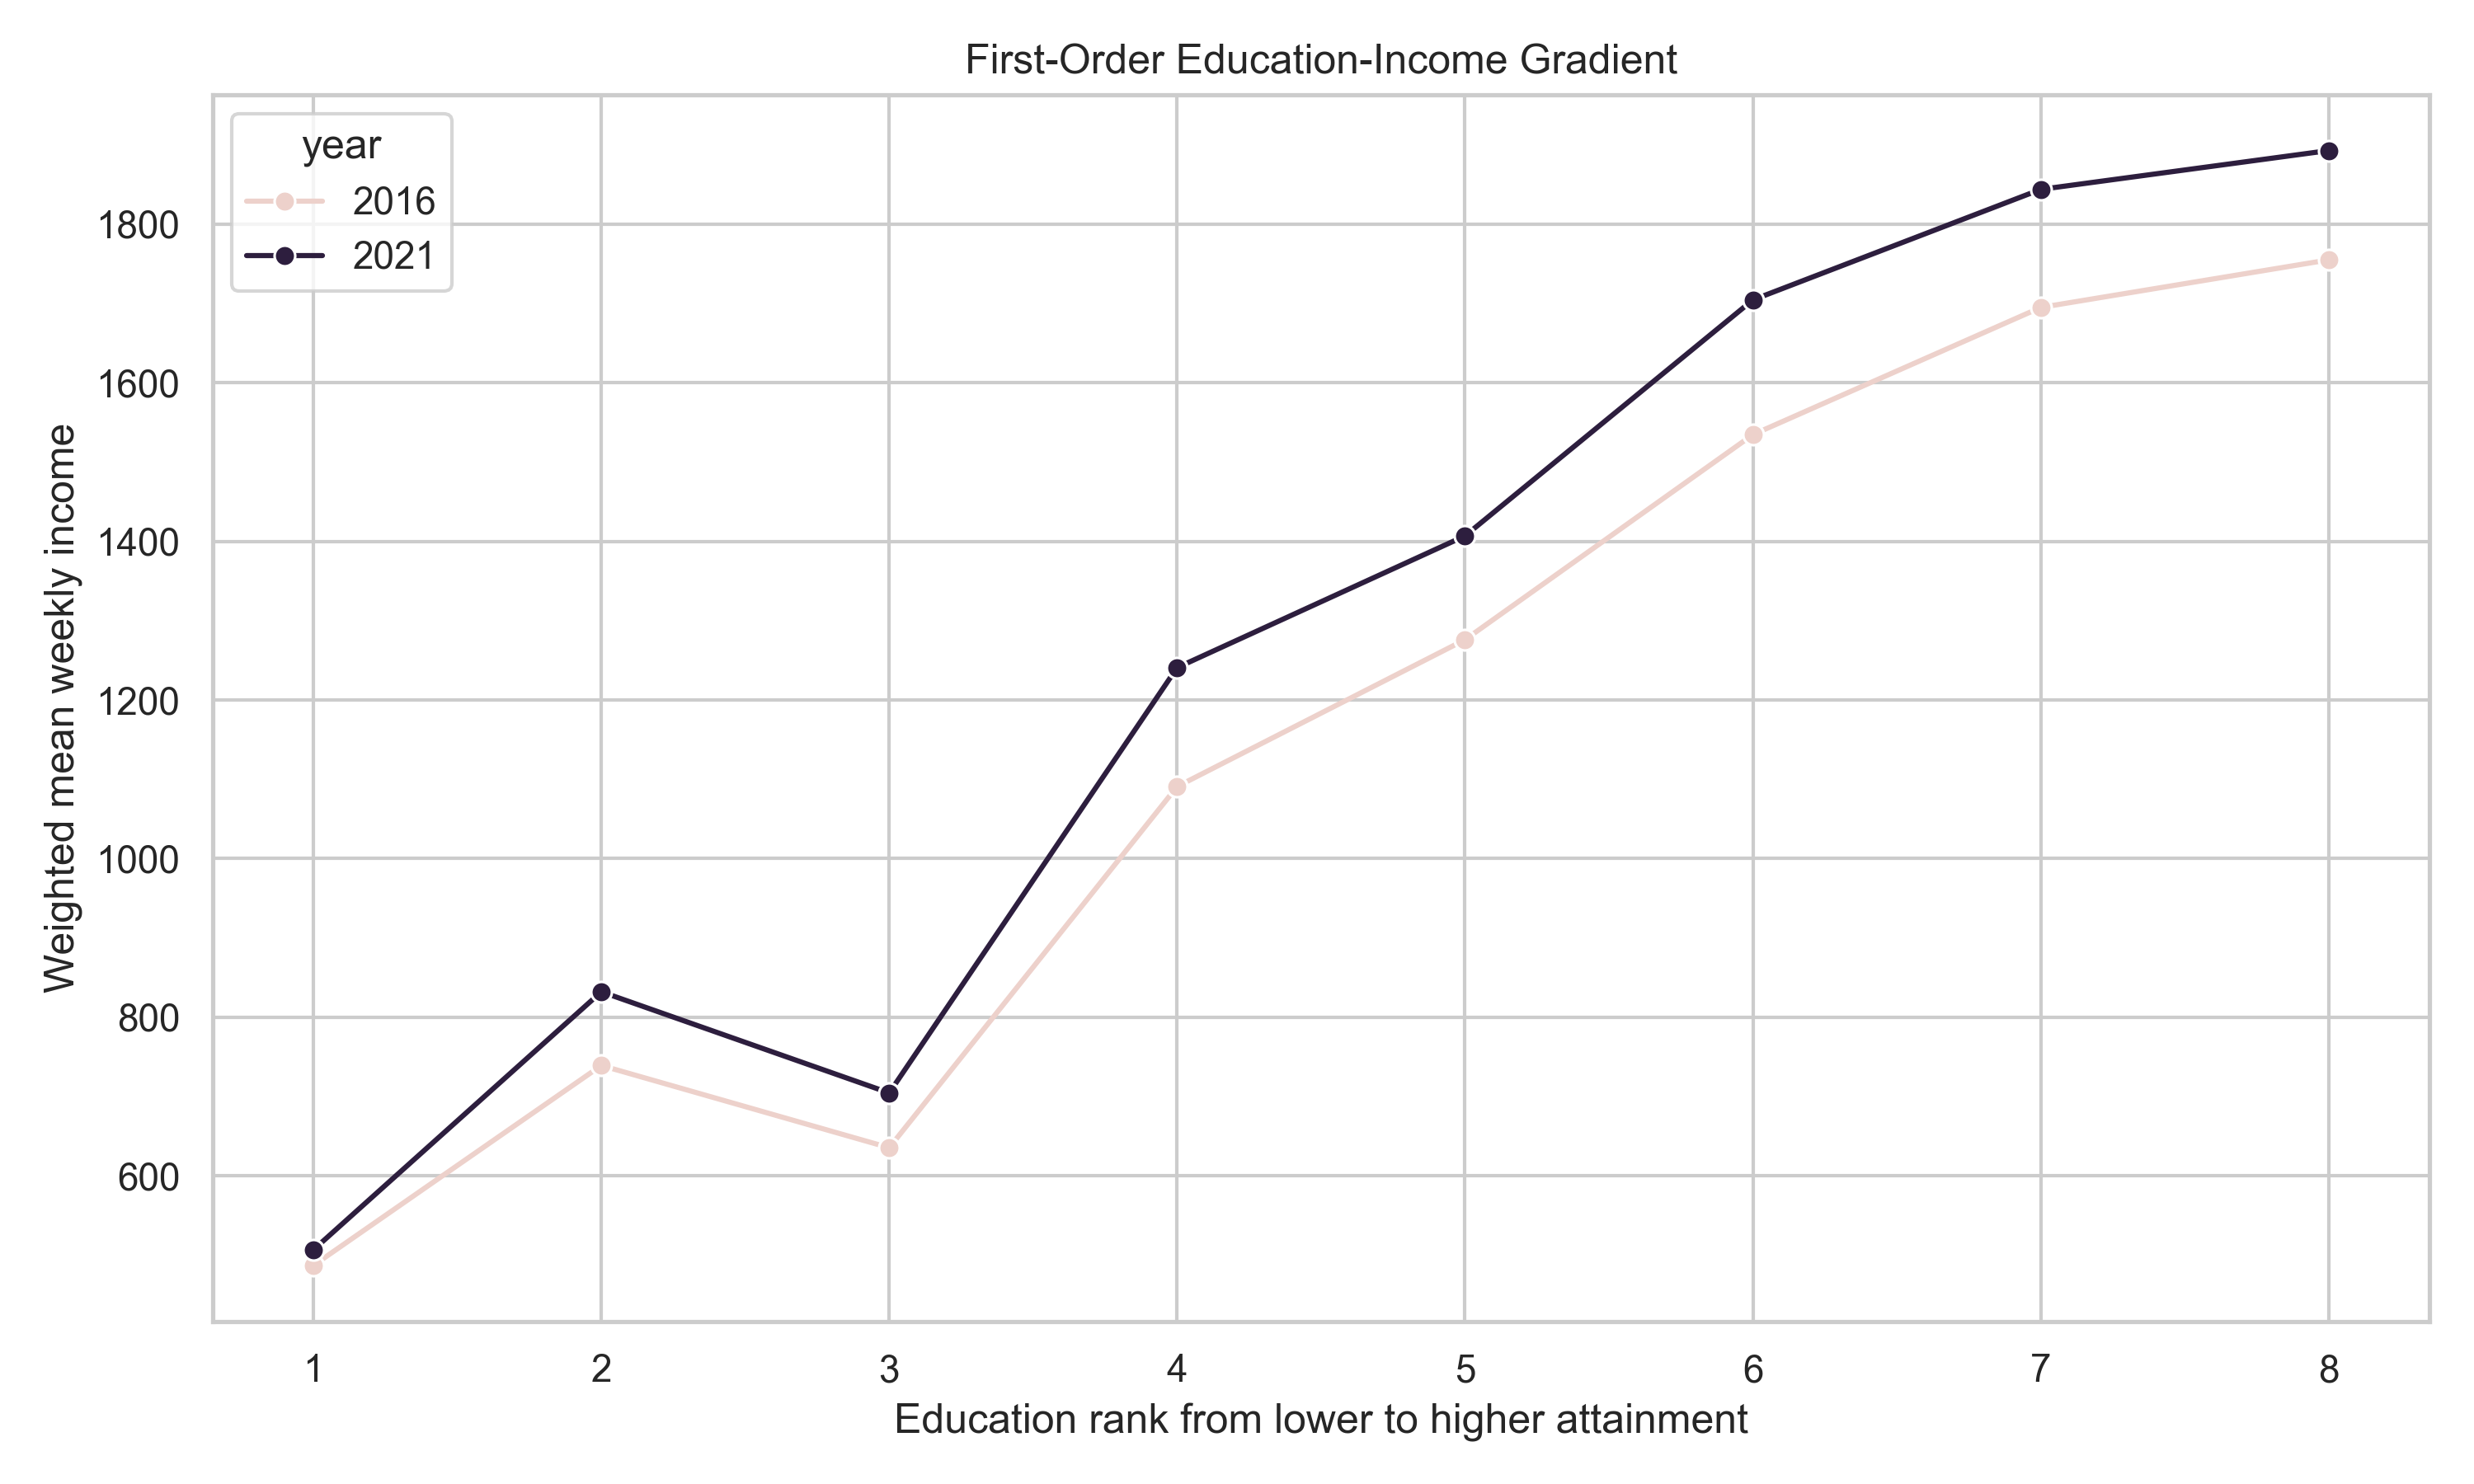 First-Order Education-Income Gradient
year
2016
2021
1800
1600
1400
1200
1000
800
600
Weighted mean weekly income
1 2 3 4 5 6 7 8
Education rank from lower to higher attainment